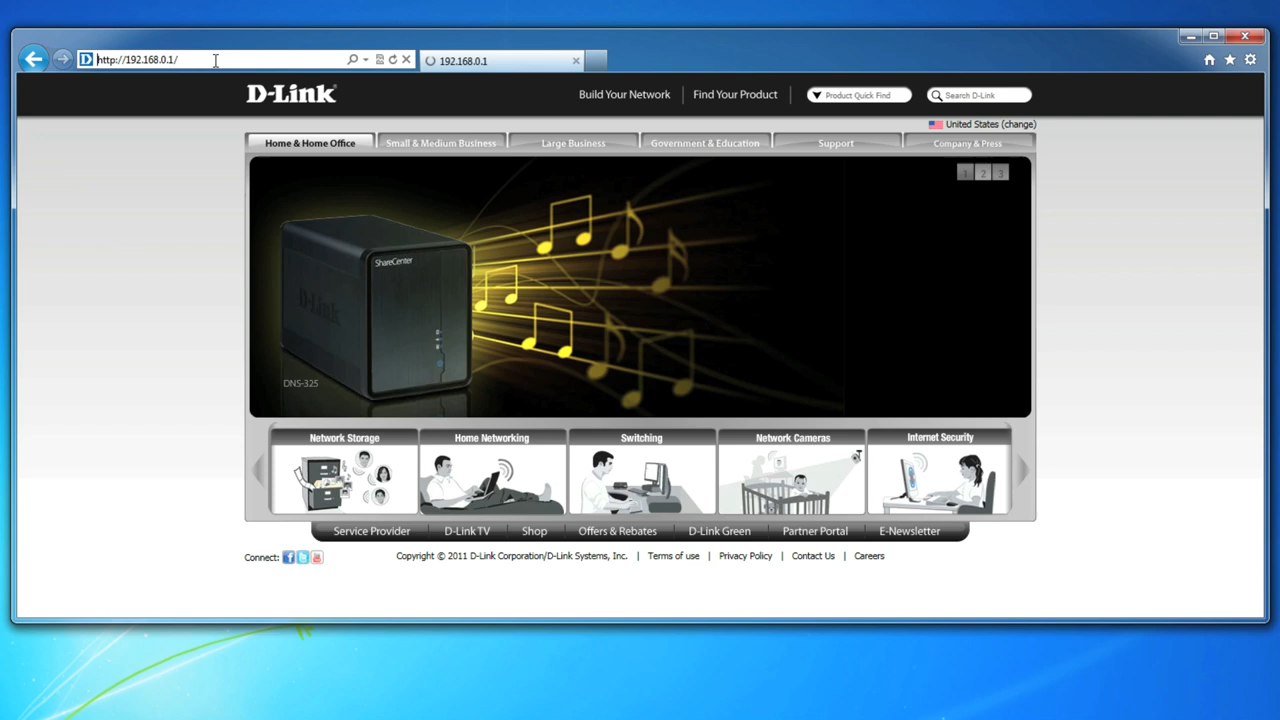 http://192.168.0.1/
192.168.0.1
D-Link
Build Your Network
Find Your Product
Product Quick Find
Search D-Link
United States (change)
Home & Home Office
Small & Medium Business
Large Business
Government & Education
Support
Company & Press
1 2 3
ShareCenter
D-Link
DNS-325
Network Storage
Home Networking
Switching
Network Cameras
Internet Security
Service Provider
D-Link TV
Shop
Offers & Rebates
D-Link Green
Partner Portal
E-Newsletter
Connect:
Copyright © 2011 D-Link Corporation/D-Link Systems, Inc. | Terms of use | Privacy Policy | Contact Us | Careers